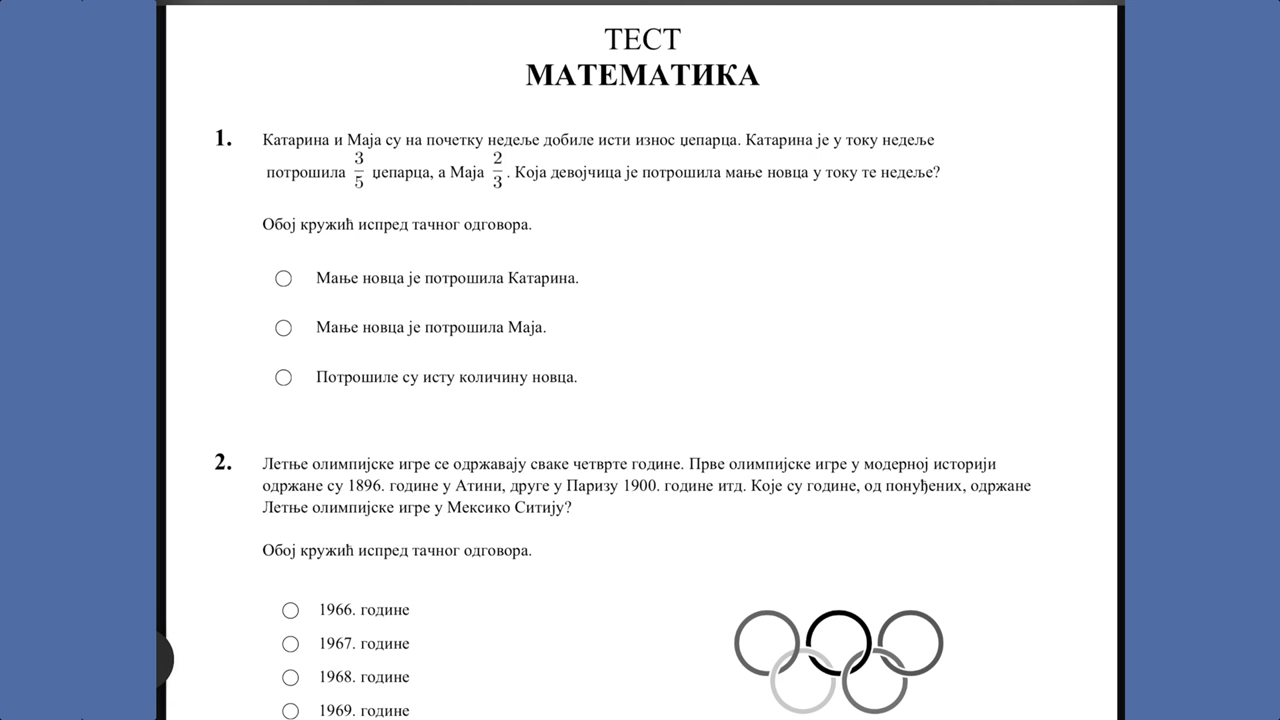 ТЕСТ
МАТЕМАТИКА
1. Катарина и Маја су на почетку недеље добиле исти износ џепарца. Катарина је у току недеље
потрошила 3/5 џепарца, а Маја 2/3. Која девојчица је потрошила мање новца у току те недеље?
Обој кружић испред тачног одговора.
Мање новца је потрошила Катарина.
Мање новца је потрошила Маја.
Потрошиле су исту количину новца.
2. Летње олимпијске игре се одржавају сваке четврте године. Прве олимпијске игре у модерној историји
одржане су 1896. године у Атини, друге у Паризу 1900. године итд. Које су године, од понуђених, одржане
Летње олимпијске игре у Мексико Ситију?
Обој кружић испред тачног одговора.
1966. године
1967. године
1968. године
1969. године